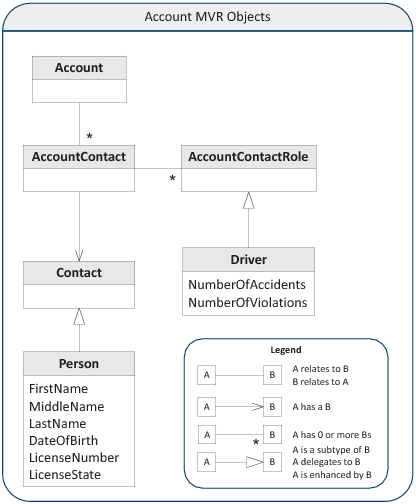 Account MVR Objects
Account
*
AccountContact
AccountContactRole
*
Contact
Driver
NumberOfAccidents
NumberOfViolations
Person
FirstName
MiddleName
LastName
DateOfBirth
LicenseNumber
LicenseState
Legend
A B A relates to B
B relates to A
A B A has a B
A B A has 0 or more Bs
*
A is a subtype of B
A B A delegates to B
A is enhanced by B